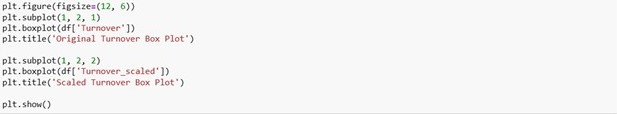 plt.figure(figsize=(12, 6))
plt.subplot(1, 2, 1)
plt.boxplot(df['Turnover'])
plt.title('Original Turnover Box Plot')

plt.subplot(1, 2, 2)
plt.boxplot(df['Turnover_scaled'])
plt.title('Scaled Turnover Box Plot')

plt.show()